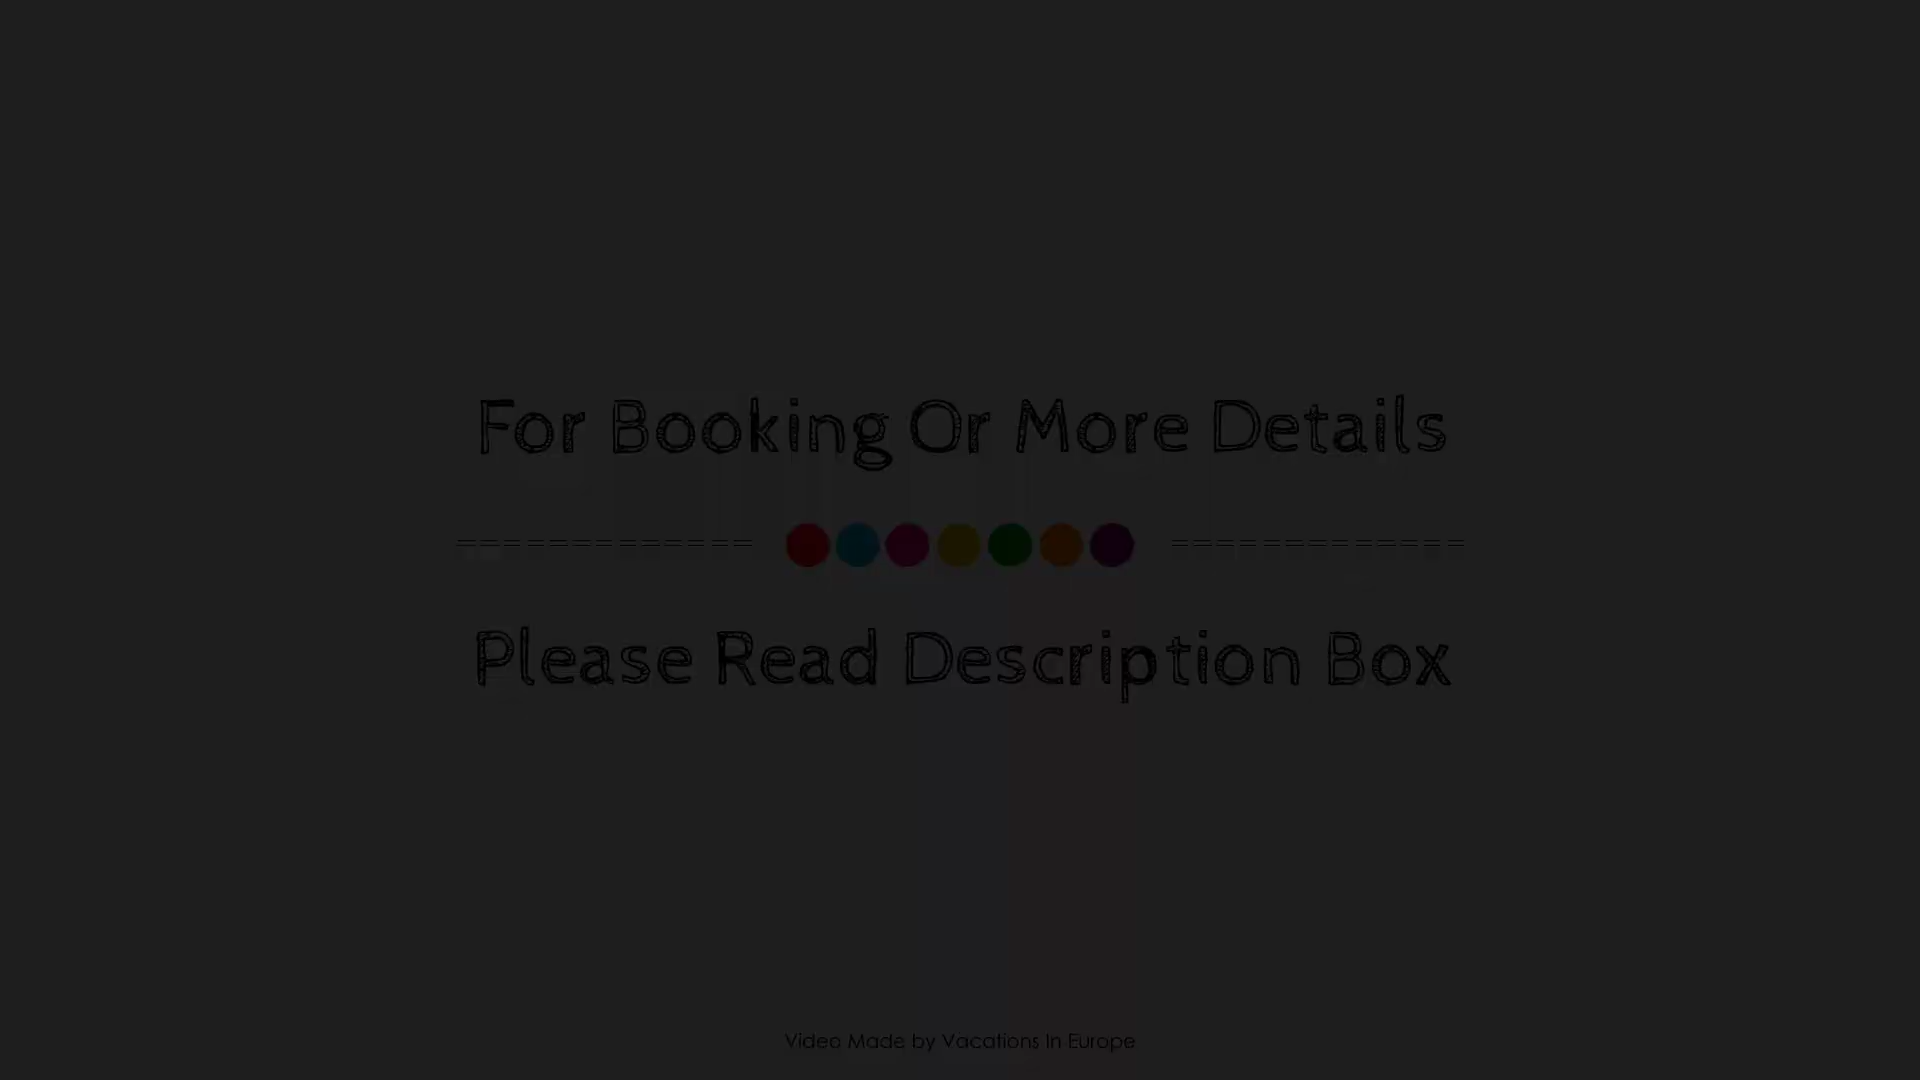 For Booking Or More Details
============= =============
Please Read Description Box
Video Made by Vacations In Europe